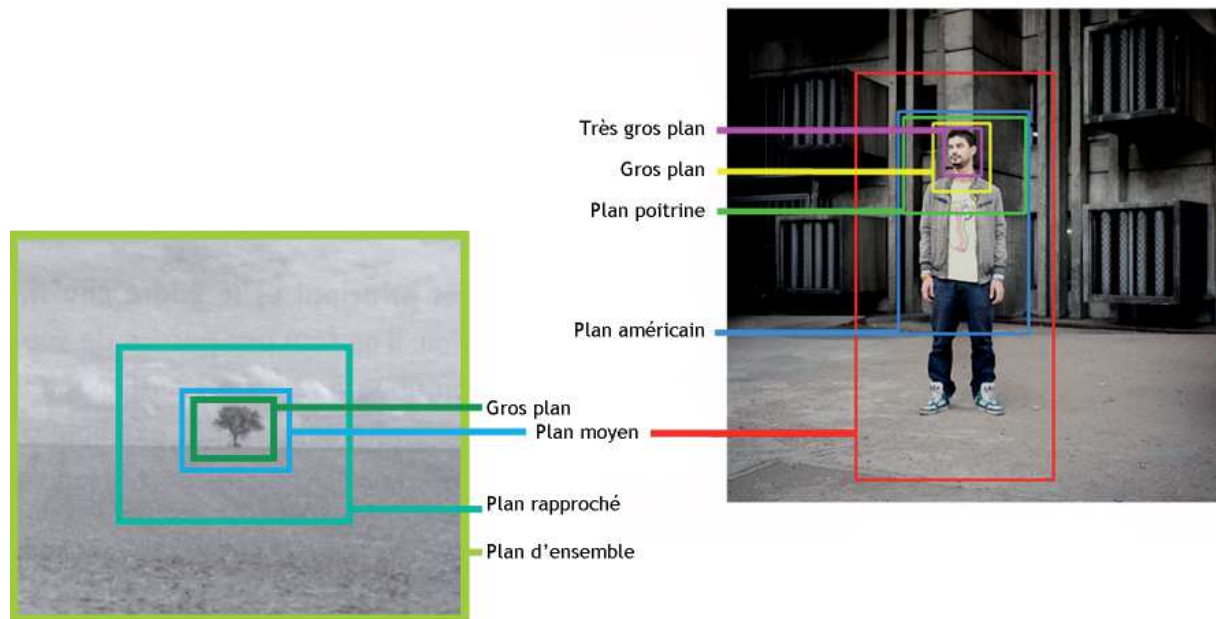 Très gros plan
Gros plan
Plan poitrine
Plan américain
Gros plan
Plan moyen
Plan rapproché
Plan d’ensemble